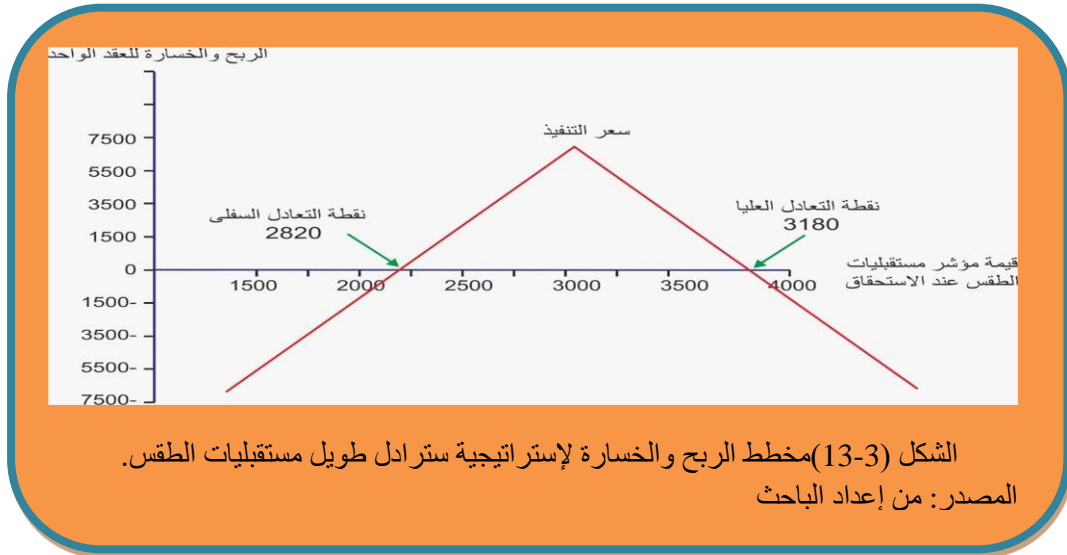 الربح والخسارة للعقد الواحد
7500
5500
3500
1500
0
1500-
3500-
5500-
7500-
سعر التنفيذ
نقطة التعادل السفلى
2820
نقطة التعادل العليا
3180
1500
2000
2500
3000
3500
4000
قيمة مؤشر مستقبليات
الطقس عند الاستحقاق
الشكل (3-13)مخطط الربح والخسارة لإستراتيجية سترادل طويل مستقبليات الطقس.
المصدر: من إعداد الباحث